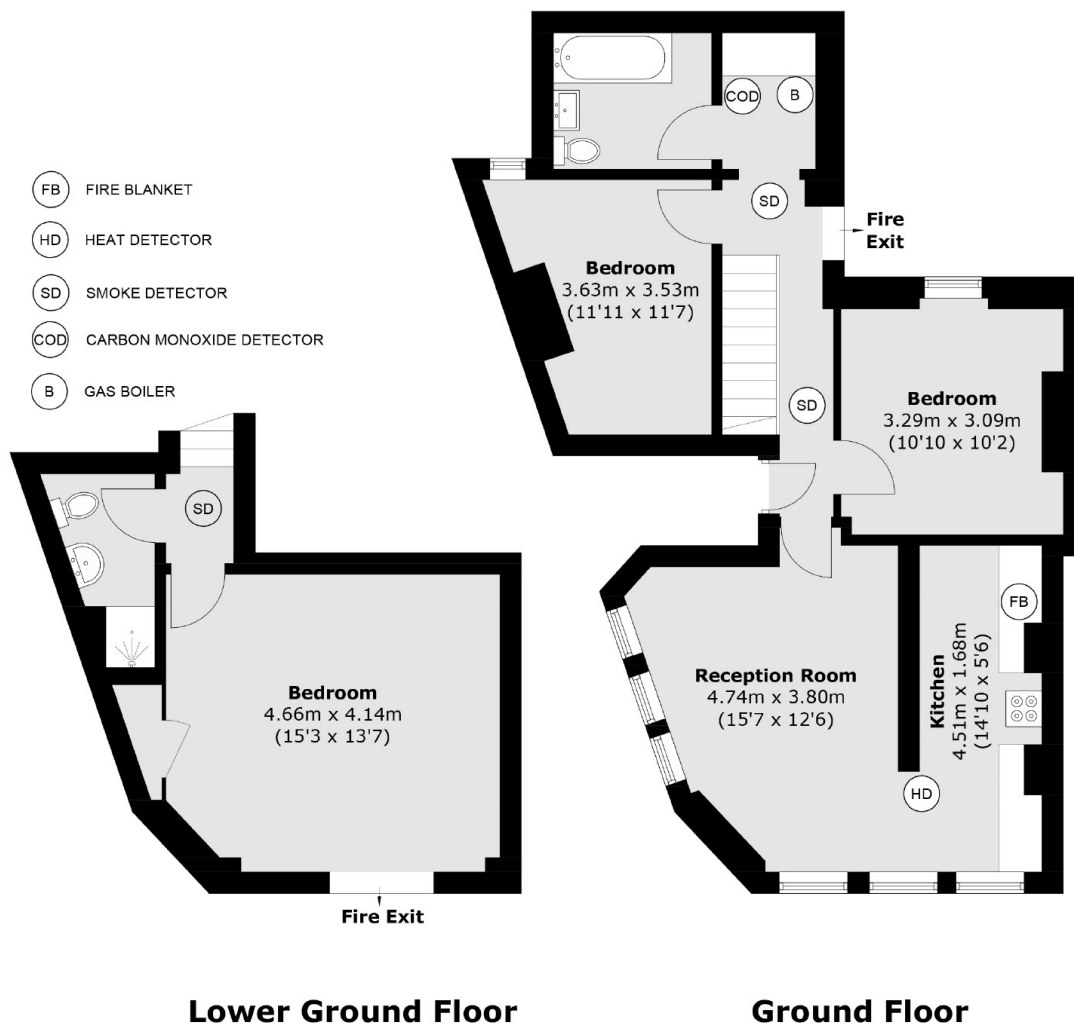 FB FIRE BLANKET
HD HEAT DETECTOR
SD SMOKE DETECTOR
COD CARBON MONOXIDE DETECTOR
B GAS BOILER
SD
Bedroom
4.66m x 4.14m
(15'3 x 13'7)
Fire Exit
Lower Ground Floor
COD
B
SD
Fire
Exit
Bedroom
3.63m x 3.53m
(11'11 x 11'7)
SD
Bedroom
3.29m x 3.09m
(10'10 x 10'2)
FB
Reception Room
4.74m x 3.80m
(15'7 x 12'6)
Kitchen
4.51m x 1.68m
(14'10 x 5'6)
HD
Ground Floor